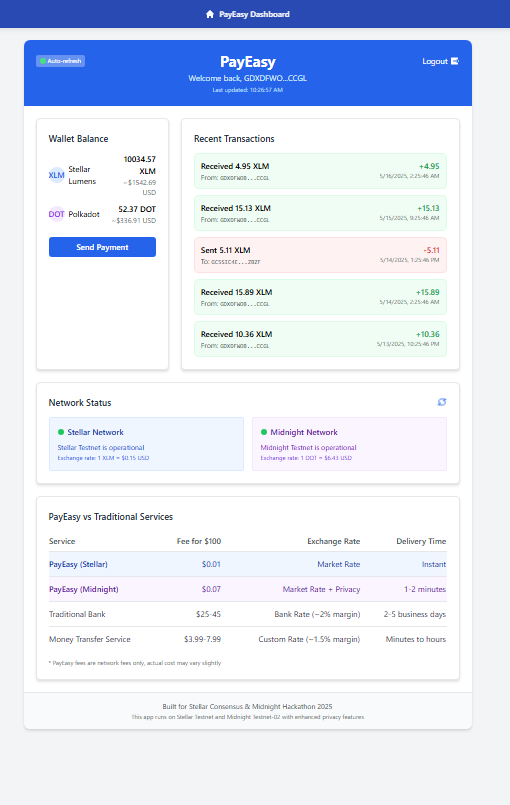 PayEasy Dashboard
Auto-refresh
PayEasy
Welcome back, GDXDFWO...CCGL
Last updated: 10:26:57 AM
Logout
Wallet Balance
XLM
Stellar Lumens
10034.57 XLM
~$1542.69 USD
DOT
Polkadot
52.37 DOT
~$336.91 USD
Send Payment
Recent Transactions
Received 4.95 XLM
+4.95
From: GDXDFWOB...CCGL
5/16/2025, 2:25:46 AM
Received 15.13 XLM
+15.13
From: GDXDFWOB...CCGL
5/15/2025, 9:25:46 AM
Sent 5.11 XLM
-5.11
To: GCSSIC4E...ZBZF
5/14/2025, 1:25:46 PM
Received 15.89 XLM
+15.89
From: GDXDFWOB...CCGL
5/14/2025, 2:25:46 AM
Received 10.36 XLM
+10.36
From: GDXDFWOB...CCGL
5/13/2025, 10:25:46 PM
Network Status
Stellar Network
Stellar Testnet is operational
Exchange rate: 1 XLM = $0.15 USD
Midnight Network
Midnight Testnet is operational
Exchange rate: 1 DOT = $6.43 USD
PayEasy vs Traditional Services
Service Fee for $100 Exchange Rate Delivery Time
PayEasy (Stellar) $0.01 Market Rate Instant
PayEasy (Midnight) $0.07 Market Rate + Privacy 1-2 minutes
Traditional Bank $25-45 Bank Rate (~2% margin) 2-5 business days
Money Transfer Service $3.99-7.99 Custom Rate (~1.5% margin) Minutes to hours
* PayEasy fees are network fees only, actual cost may vary slightly
Built for Stellar Consensus & Midnight Hackathon 2025
This app runs on Stellar Testnet and Midnight Testnet-02 with enhanced privacy features